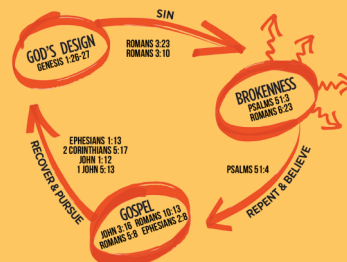 SIN
GOD'S DESIGN
GENESIS 1:26-27
ROMANS 3:23
ROMANS 3:10
BROKENNESS
PSALMS 51:3
ROMANS 6:23
PSALMS 51:4
REPENT & BELIEVE
GOSPEL
JOHN 3:16 ROMANS 10:13
ROMANS 5:8 EPHESIANS 2:8
EPHESIANS 1:13
2 CORINTHIANS 5:17
JOHN 1:12
1 JOHN 5:13
RECOVER & PURSUE